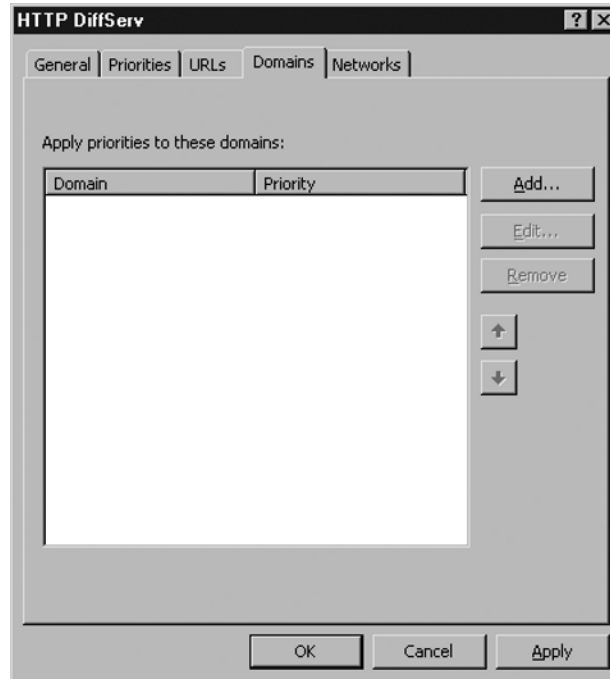 HTTP DiffServ
General Priorities URLs Domains Networks
Apply priorities to these domains:
Domain Priority
Add...
Edit...
Remove
OK Cancel Apply